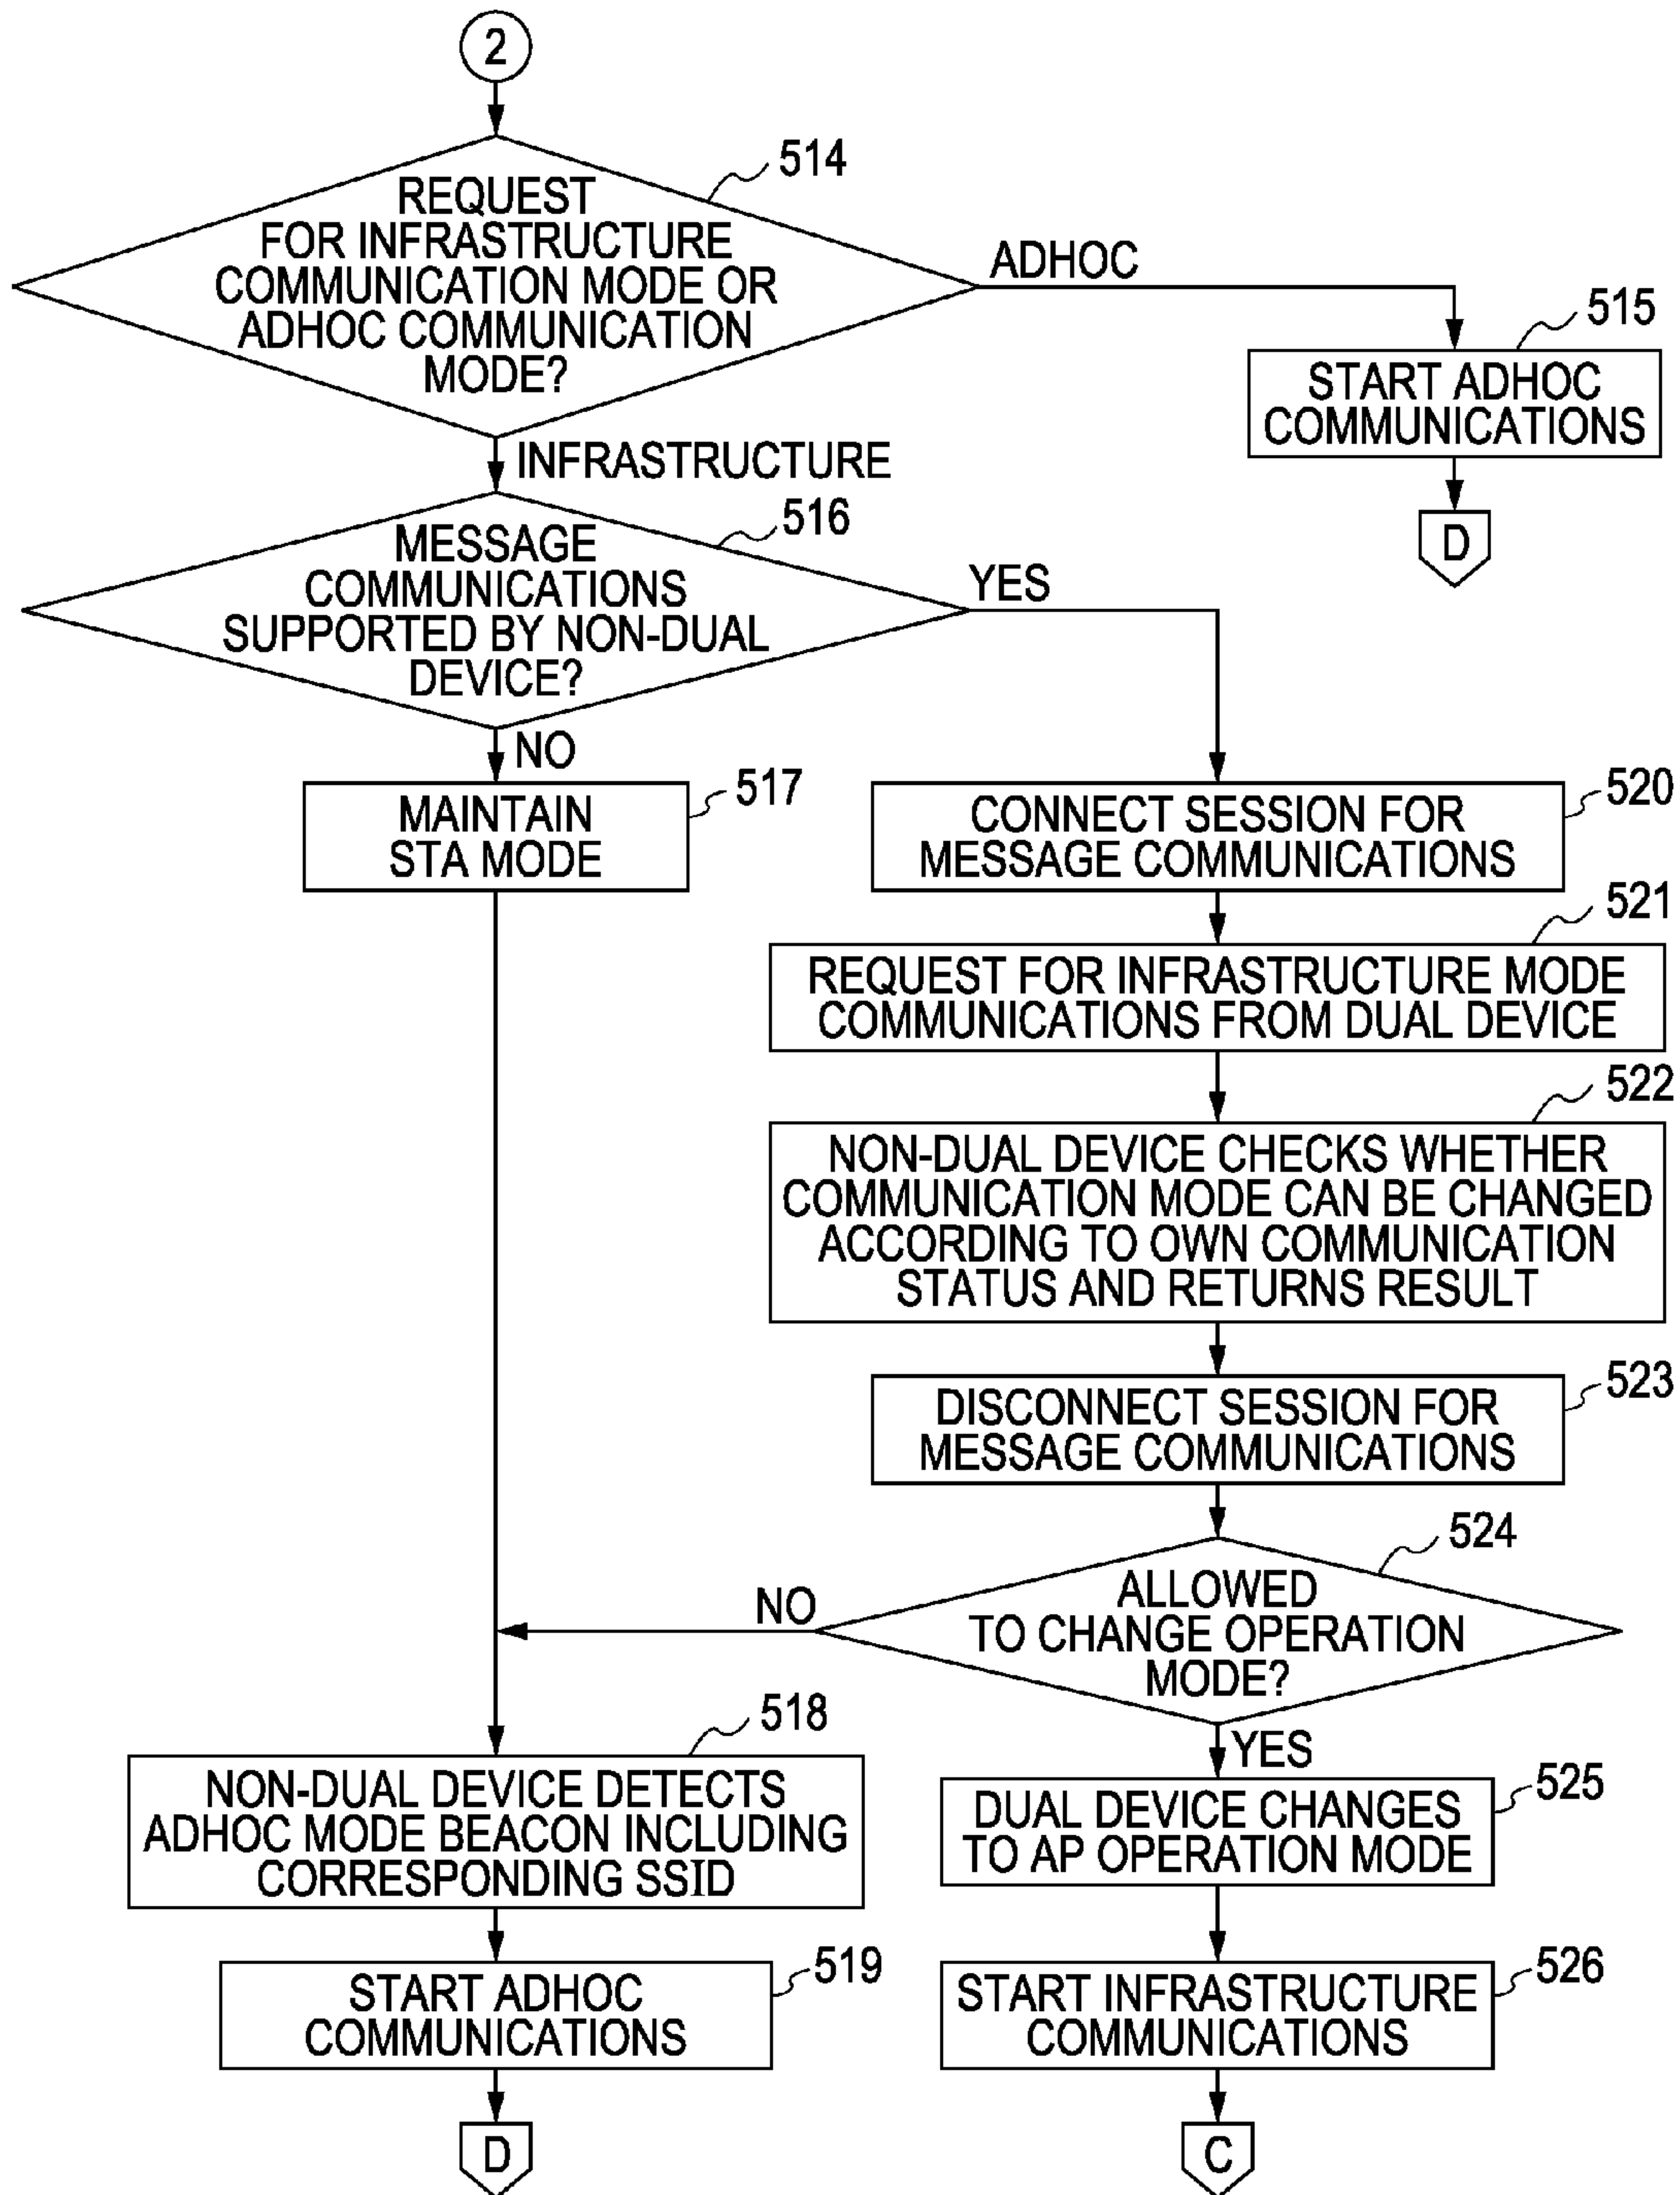 2
514
REQUEST
FOR INFRASTRUCTURE
COMMUNICATION MODE OR
ADHOC COMMUNICATION
MODE?
ADHOC
515
START ADHOC
COMMUNICATIONS
D
INFRASTRUCTURE
516
MESSAGE
COMMUNICATIONS
SUPPORTED BY NON-DUAL
DEVICE?
YES
NO
517
MAINTAIN
STA MODE
520
CONNECT SESSION FOR
MESSAGE COMMUNICATIONS
521
REQUEST FOR INFRASTRUCTURE MODE
COMMUNICATIONS FROM DUAL DEVICE
522
NON-DUAL DEVICE CHECKS WHETHER
COMMUNICATION MODE CAN BE CHANGED
ACCORDING TO OWN COMMUNICATION
STATUS AND RETURNS RESULT
523
DISCONNECT SESSION FOR
MESSAGE COMMUNICATIONS
524
ALLOWED
TO CHANGE OPERATION
MODE?
NO
YES
518
NON-DUAL DEVICE DETECTS
ADHOC MODE BEACON INCLUDING
CORRESPONDING SSID
525
DUAL DEVICE CHANGES
TO AP OPERATION MODE
519
START ADHOC
COMMUNICATIONS
526
START INFRASTRUCTURE
COMMUNICATIONS
D
C